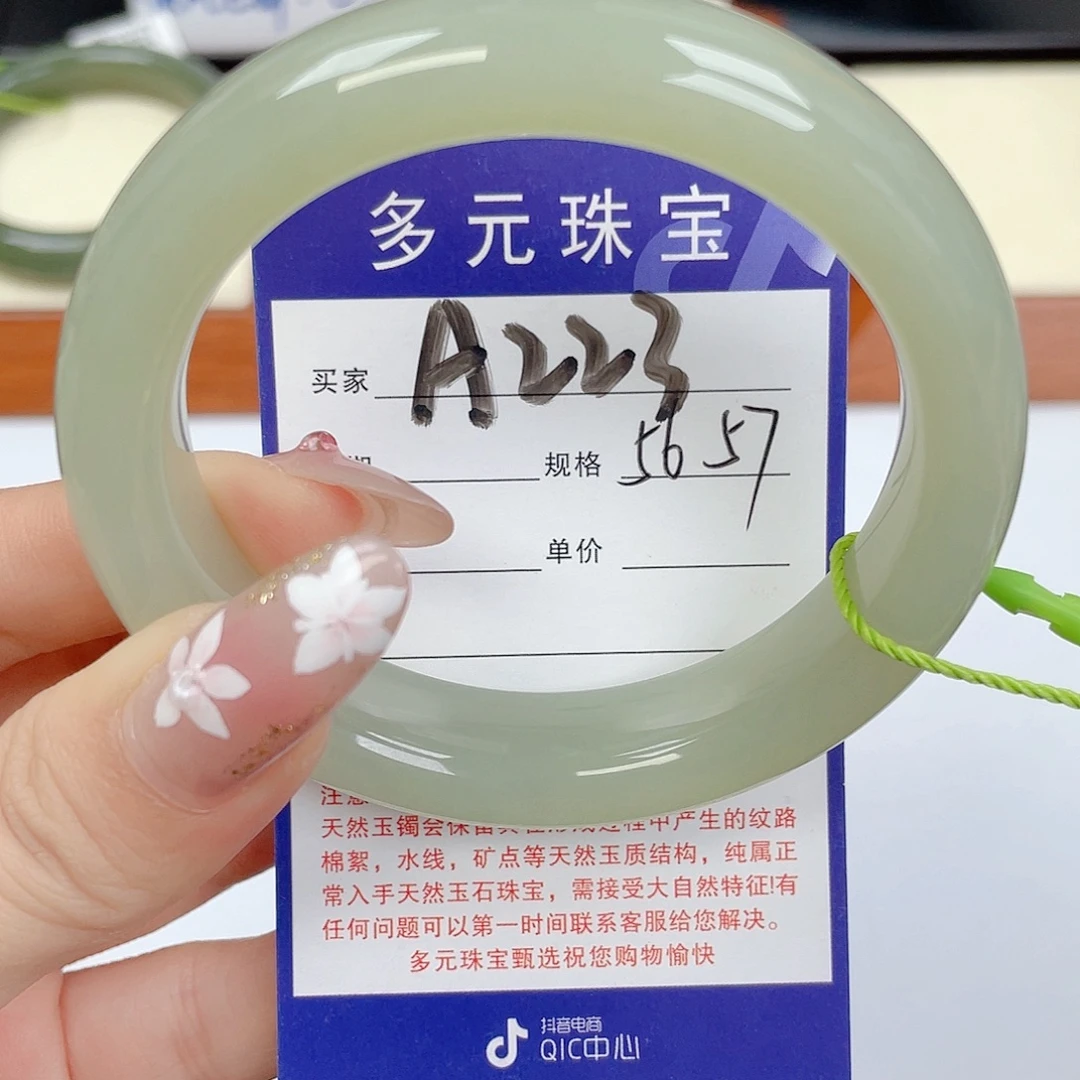 多元珠宝
买家 A223
规格 56 57
单价
注意
天然玉镯会保留其在形成过程中产生的纹路
棉絮，水线，矿点等天然玉质结构，纯属正
常入手天然玉石珠宝，需接受大自然特征!有
任何问题可以第一时间联系客服给您解决。
多元珠宝甄选祝您购物愉快
抖音电商
QIC中心